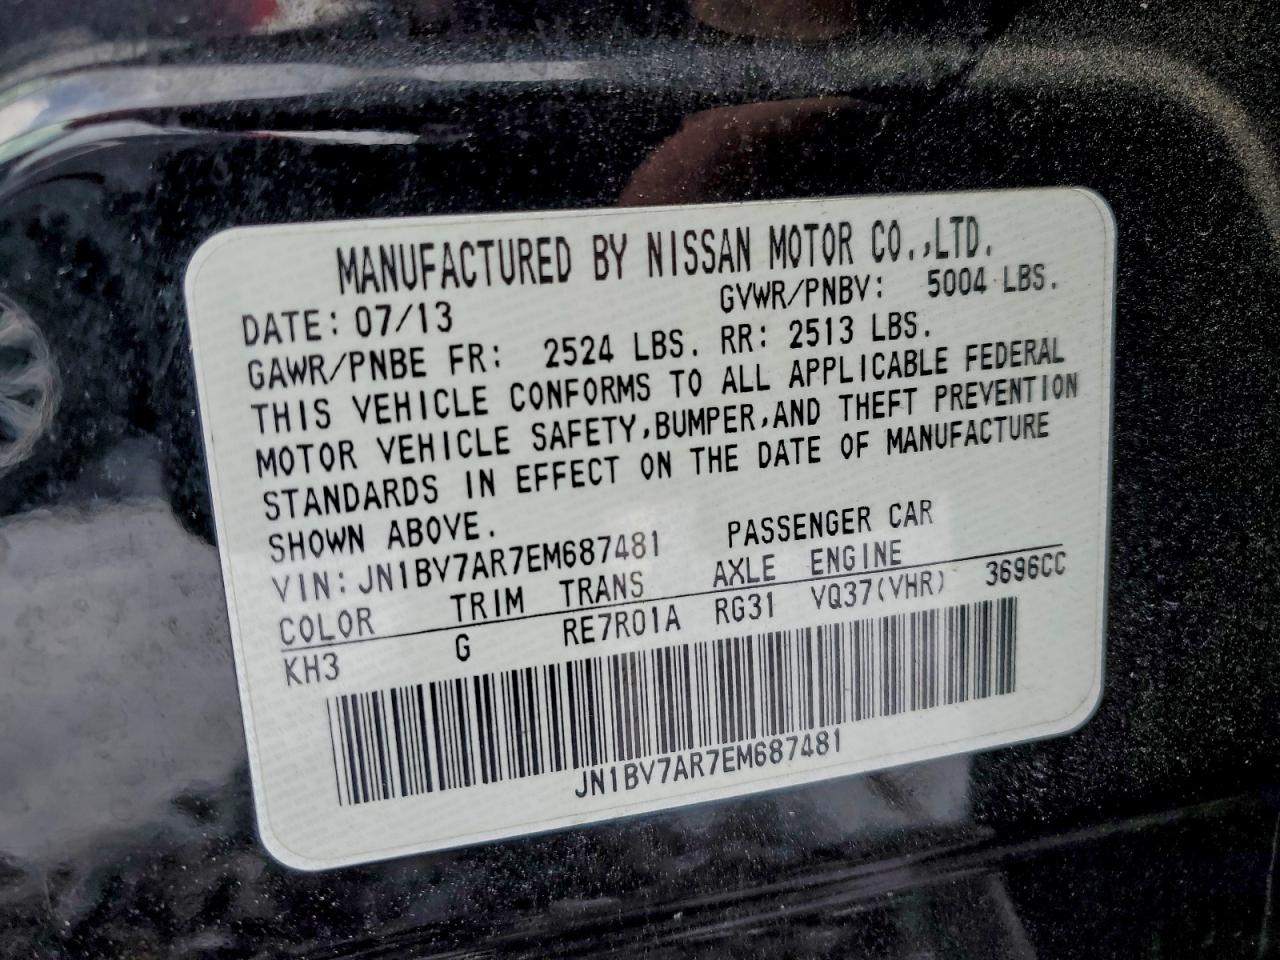 MANUFACTURED BY NISSAN MOTOR CO.,LTD.
DATE: 07/13 GVWR/PNBV: 5004 LBS.
GAWR/PNBE FR: 2524 LBS. RR: 2513 LBS.
THIS VEHICLE CONFORMS TO ALL APPLICABLE FEDERAL
MOTOR VEHICLE SAFETY,BUMPER,AND THEFT PREVENTION
STANDARDS IN EFFECT ON THE DATE OF MANUFACTURE
SHOWN ABOVE.
VIN: JN1BV7AR7EM687481 PASSENGER CAR
COLOR TRIM TRANS AXLE ENGINE
KH3 G RE7R01A RG31 VQ37(VHR) 3696CC
JN1BV7AR7EM687481